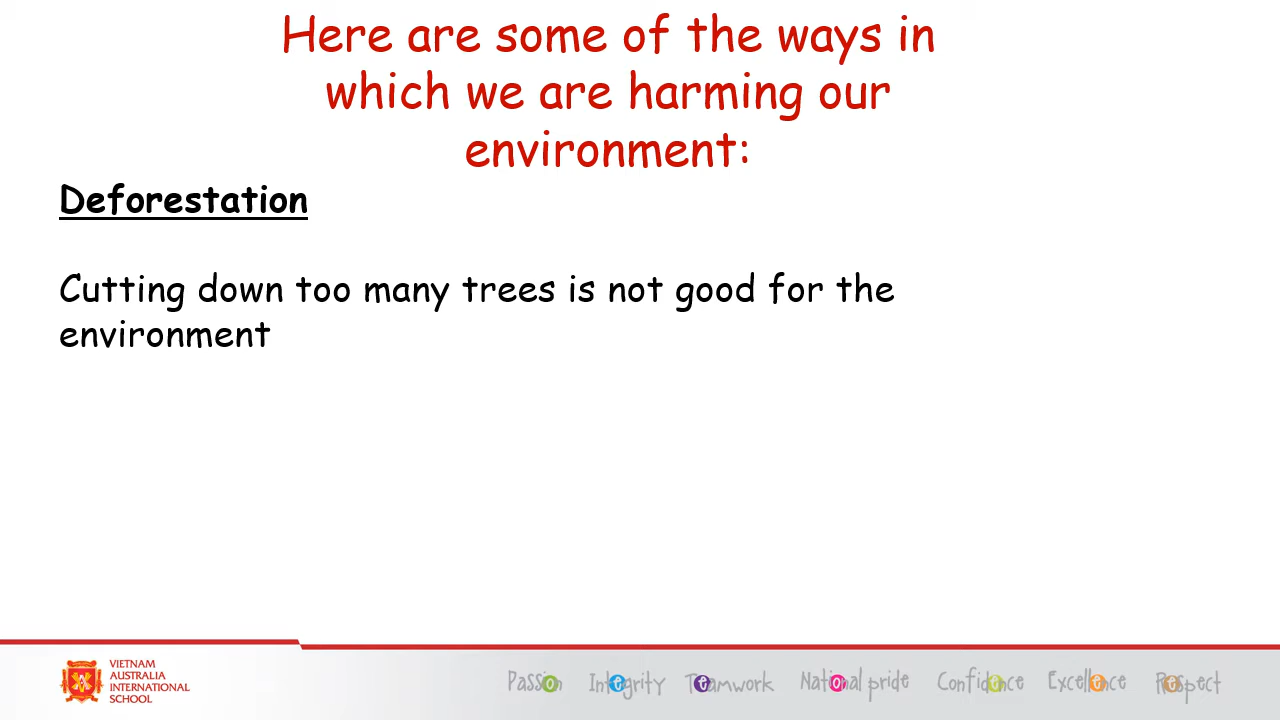 Here are some of the ways in
which we are harming our
environment:
Deforestation
Cutting down too many trees is not good for the
environment
VIETNAM
AUSTRALIA
INTERNATIONAL
SCHOOL
Passion Integrity Teamwork National pride Confidence Excellence Respect